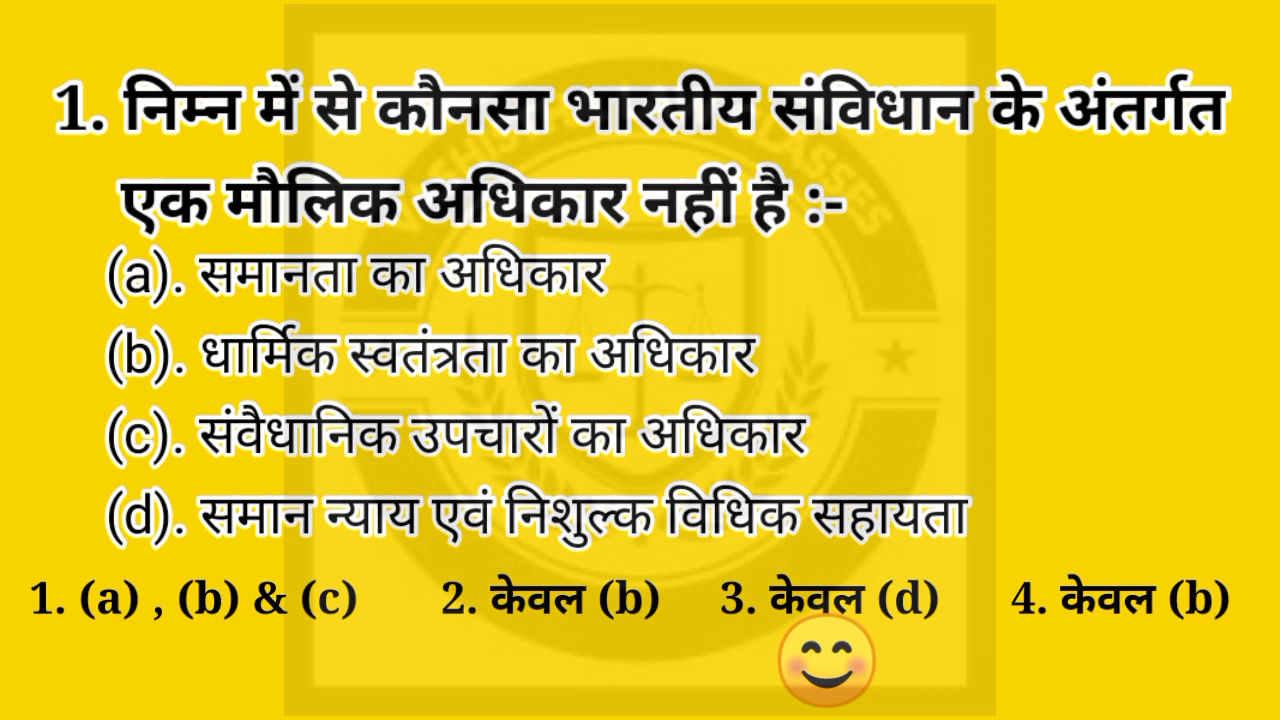 1. निम्न में से कौनसा भारतीय संविधान के अंतर्गत
एक मौलिक अधिकार नहीं है :-
(a). समानता का अधिकार
(b). धार्मिक स्वतंत्रता का अधिकार
(c). संवैधानिक उपचारों का अधिकार
(d). समान न्याय एवं निशुल्क विधिक सहायता
1. (a) , (b) & (c) 2. केवल (b) 3. केवल (d) 4. केवल (b)